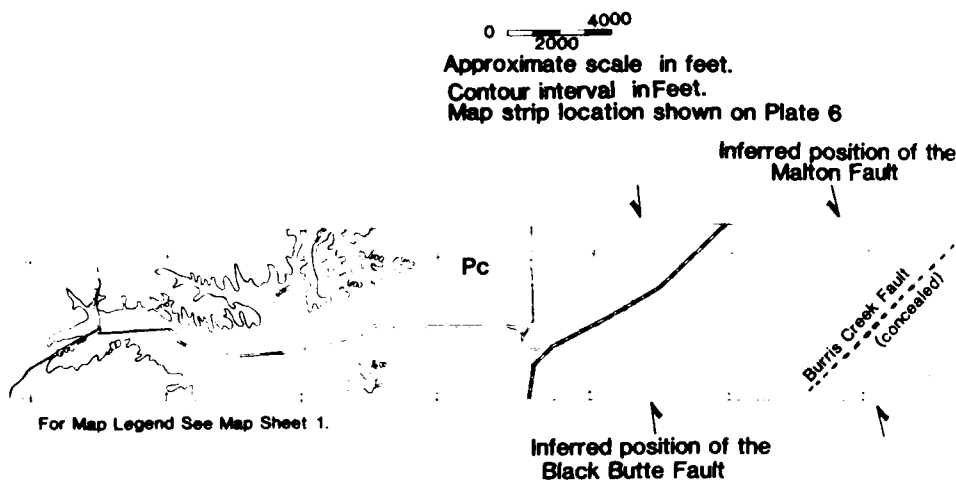 0 2000 4000
Approximate scale in feet.
Contour interval in Feet.
Map strip location shown on Plate 6
Inferred position of the
Malton Fault
Pc
Burris Creek Fault
(concealed)
For Map Legend See Map Sheet 1.
Inferred position of the
Black Butte Fault